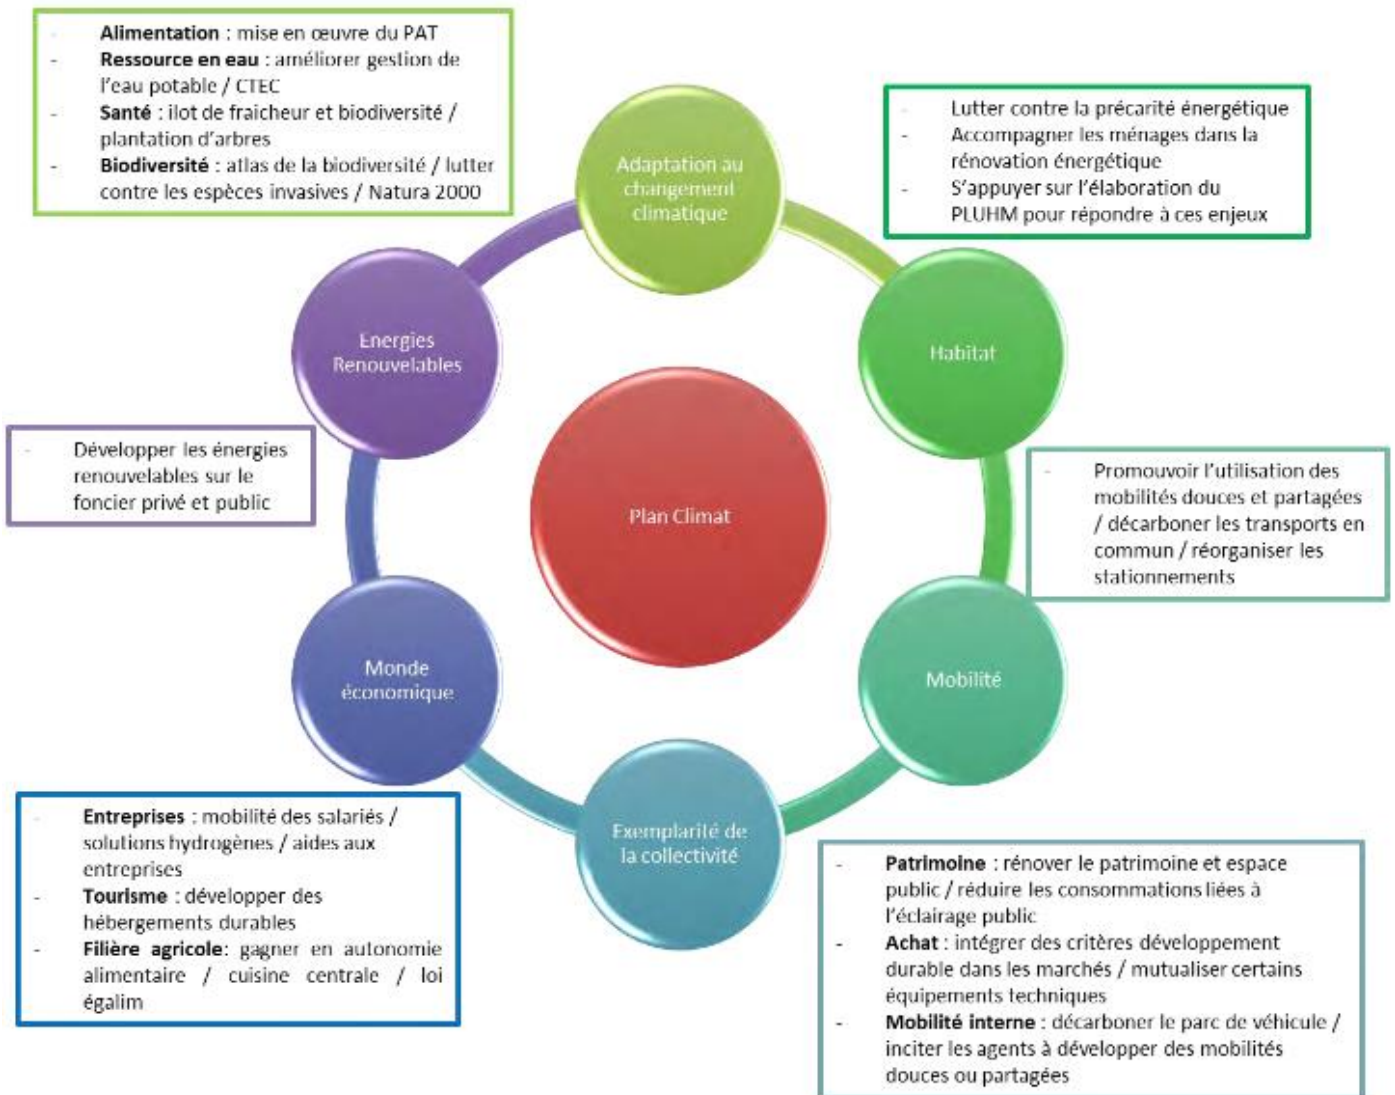 - Alimentation : mise en œuvre du PAT
- Ressource en eau : améliorer gestion de
l'eau potable / CTEC
- Santé : ilot de fraicheur et biodiversité /
plantation d'arbres
- Biodiversité : atlas de la biodiversité / lutter
contre les espèces invasives / Natura 2000
Adaptation au
changement
climatique
- Lutter contre la précarité énergétique
- Accompagner les ménages dans la
rénovation énergétique
- S'appuyer sur l'élaboration du
PLUHM pour répondre à ces enjeux
Energies
Renouvelables
Habitat
- Développer les énergies
renouvelables sur le
foncier privé et public
Plan Climat
- Promouvoir l'utilisation des
mobilités douces et partagées
/ décarboner les transports en
commun / réorganiser les
stationnements
Monde
économique
Mobilité
- Entreprises : mobilité des salariés /
solutions hydrogènes / aides aux
entreprises
- Tourisme : développer des
hébergements durables
- Filière agricole: gagner en autonomie
alimentaire / cuisine centrale / loi
égalim
Exemplarité de
la collectivité
- Patrimoine : rénover le patrimoine et espace
public / réduire les consommations liées à
l'éclairage public
- Achat : intégrer des critères développement
durable dans les marchés / mutualiser certains
équipements techniques
- Mobilité interne : décarboner le parc de véhicule /
inciter les agents à développer des mobilités
douces ou partagées